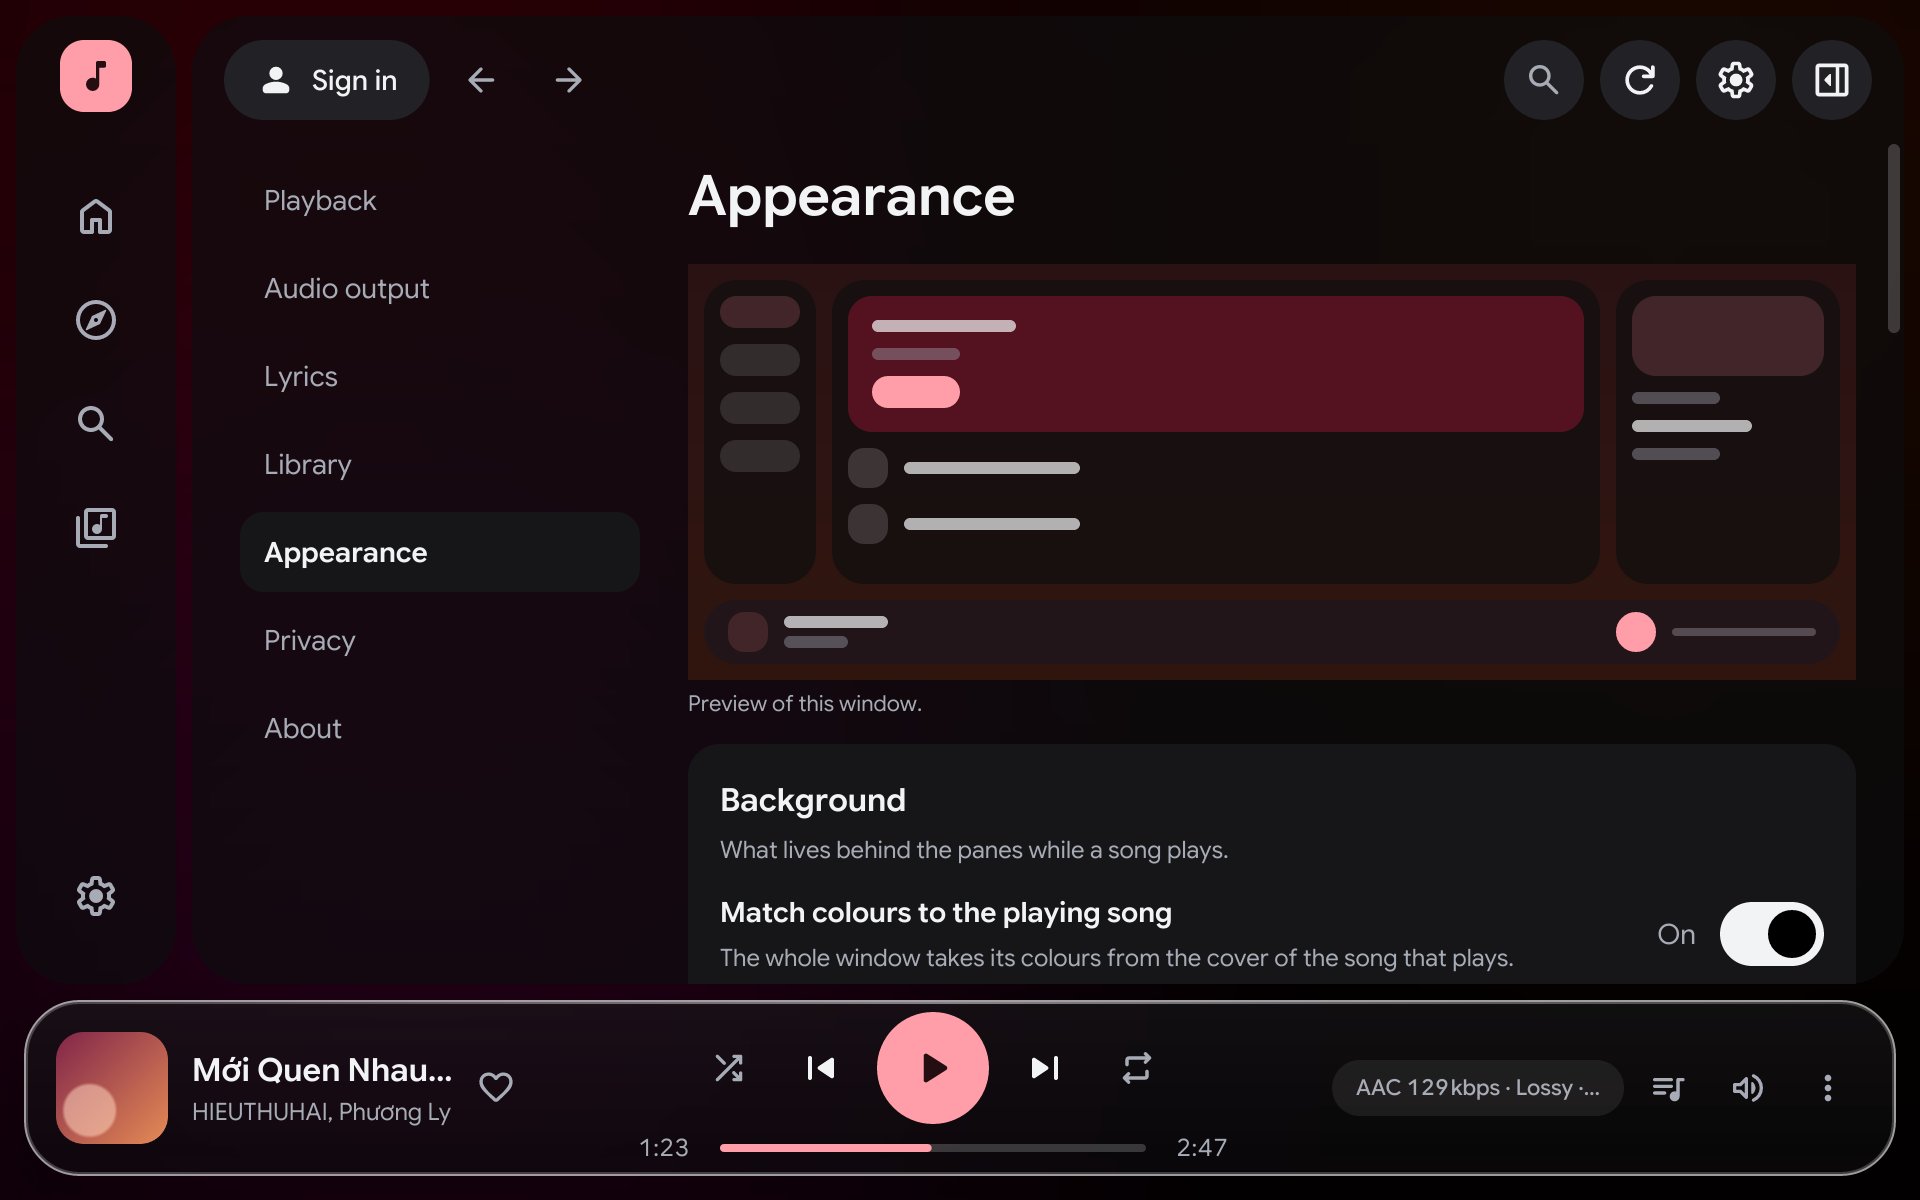 Sign in
Playback
Audio output
Lyrics
Library
Appearance
Privacy
About
Appearance
Preview of this window.
Background
What lives behind the panes while a song plays.
Match colours to the playing song
The whole window takes its colours from the cover of the song that plays.
On
Mới Quen Nhau...
HIEUTHUHAI, Phương Ly
1:23
2:47
AAC 129 kbps · Lossy ·...